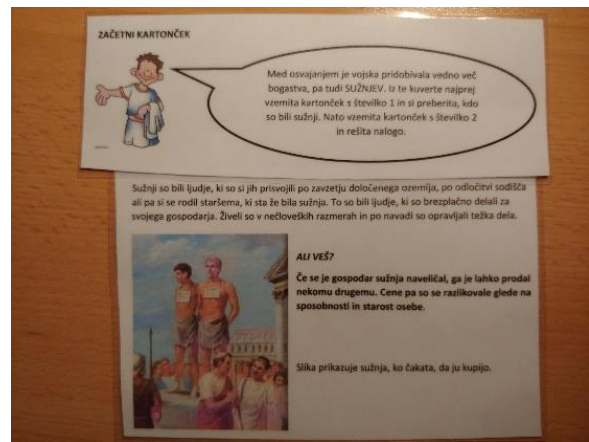 ZAČETNI KARTONČEK
Med osvajanjem je vojska pridobivala vedno več
bogastva, pa tudi SUŽNJEV. Iz te kuverte najprej
vzemita kartonček s številko 1 in si preberita, kdo
so bili sužnji. Nato vzemita kartonček s številko 2
in rešita nalogo.
Sužnji so bili ljudje, ki so si jih prisvojili po zavzetju določenega ozemlja, po odločitvi sodišča
ali pa si se rodil staršema, ki sta že bila sužnja. To so bili ljudje, ki so brezplačno delali za
svojega gospodarja. Živeli so v nečloveških razmerah in po navadi so opravljali težka dela.
ALI VEŠ?
Če se je gospodar sužnja naveličal, ga je lahko prodal
nekomu drugemu. Cene pa so se razlikovale glede na
sposobnosti in starost osebe.
Slika prikazuje sužnja, ko čakata, da ju kupijo.